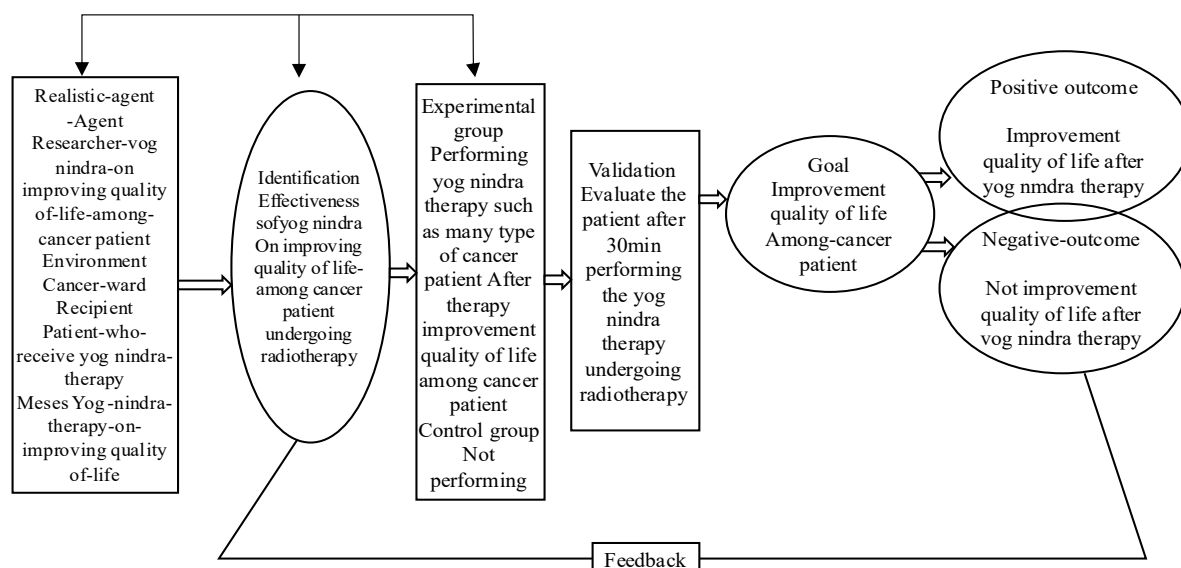 Realistic-agent
-Agent
Researcher-vog
nindra-on
improving quality
of-life-among-
cancer patient
Environment
Cancer-ward
Recipient
Patient-who-
receive yog nindra-
therapy
Meses Yog-nindra-
therapy-on-
improving quality
of-life
Identification
Effectiveness
sofyog nindra
On improving
quality of life-
among cancer
patient
undergoing
radiotherapy
Experimental
group
Performing
yog nindra
therapy such
as many type
of cancer
patient After
therapy
improvement
quality of life
among cancer
patient
Control group
Not
performing
Validation
Evaluate the
patient after
30min
performing
the yog
nindra
therapy
undergoing
radiotherapy
Goal
Improvement
quality of life
Among-cancer
patient
Positive outcome
Improvement
quality of life after
yog nmdra therapy
Negative-outcome
Not improvement
quality of life after
vog nindra therapy
Feedback